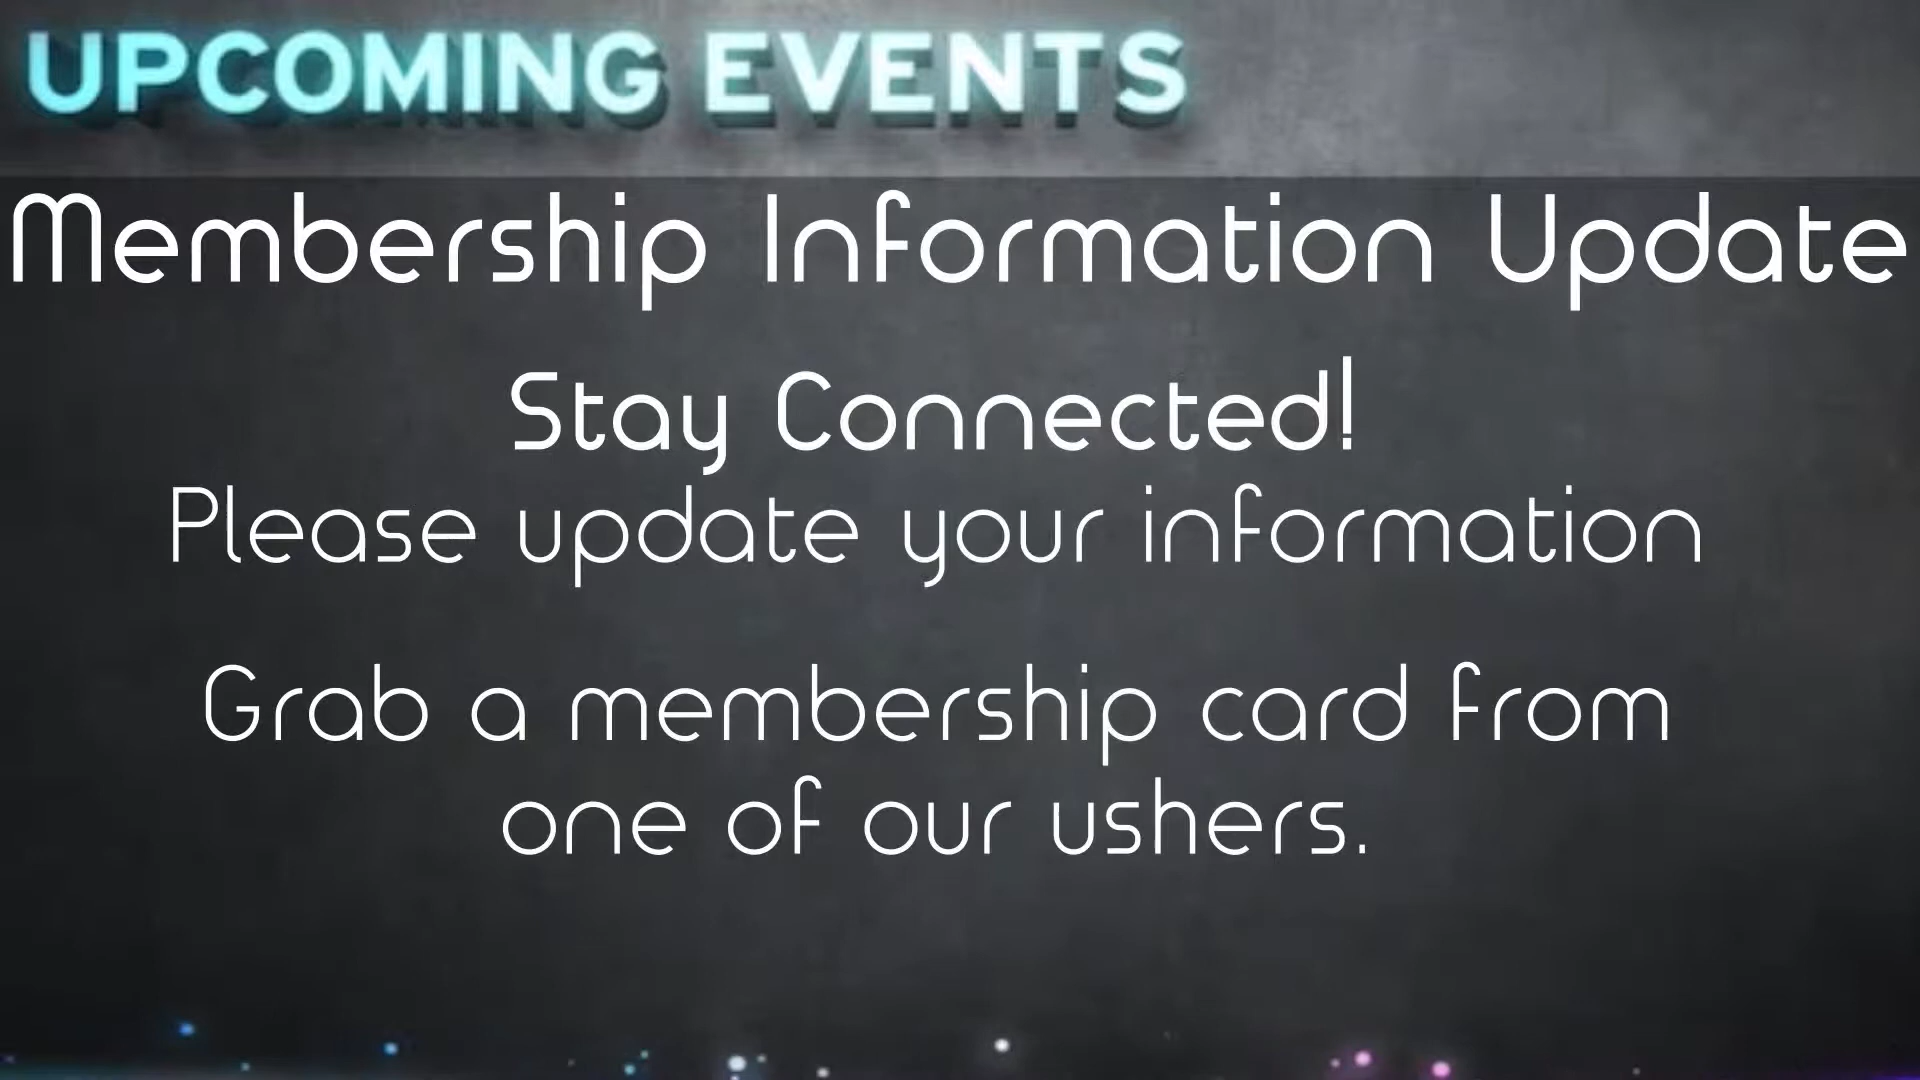 UPCOMING EVENTS
Membership Information Update
Stay Connected!
Please update your information
Grab a membership card from
one of our ushers.